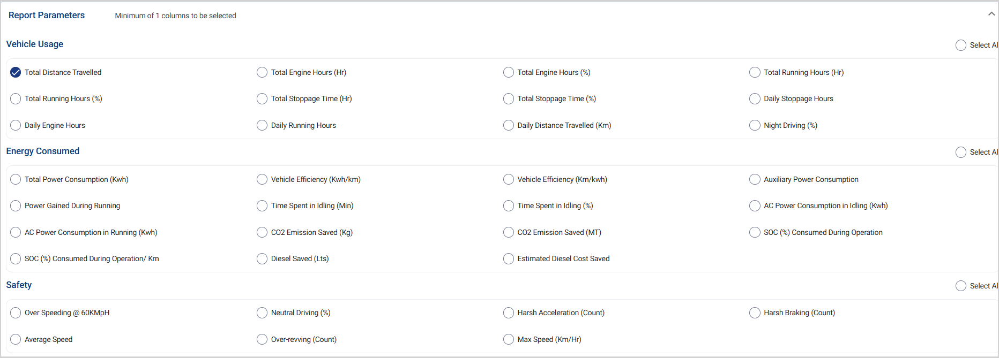 Report Parameters Minimum of 1 columns to be selected
Vehicle Usage Select Al
Total Distance Travelled Total Engine Hours (Hr) Total Engine Hours (%) Total Running Hours (Hr)
Total Running Hours (%) Total Stoppage Time (Hr) Total Stoppage Time (%) Daily Stoppage Hours
Daily Engine Hours Daily Running Hours Daily Distance Travelled (Km) Night Driving (%)
Energy Consumed Select Al
Total Power Consumption (Kwh) Vehicle Efficiency (Kwh/km) Vehicle Efficiency (Km/kwh) Auxiliary Power Consumption
Power Gained During Running Time Spent in Idling (Min) Time Spent in Idling (%) AC Power Consumption in Idling (Kwh)
AC Power Consumption in Running (Kwh) CO2 Emission Saved (Kg) CO2 Emission Saved (MT) SOC (%) Consumed During Operation
SOC (%) Consumed During Operation/ Km Diesel Saved (Lts) Estimated Diesel Cost Saved
Safety Select Al
Over Speeding @ 60KMpH Neutral Driving (%) Harsh Acceleration (Count) Harsh Braking (Count)
Average Speed Over-revving (Count) Max Speed (Km/Hr)